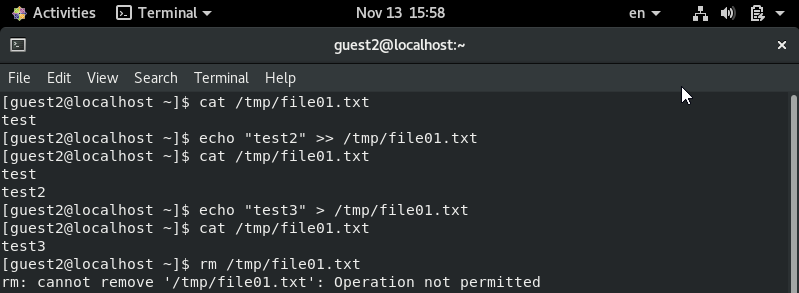 Activities Terminal Nov 13 15:58 en
guest2@localhost:~
File Edit View Search Terminal Help
[guest2@localhost ~]$ cat /tmp/file01.txt
test
[guest2@localhost ~]$ echo "test2" >> /tmp/file01.txt
[guest2@localhost ~]$ cat /tmp/file01.txt
test
test2
[guest2@localhost ~]$ echo "test3" > /tmp/file01.txt
[guest2@localhost ~]$ cat /tmp/file01.txt
test3
[guest2@localhost ~]$ rm /tmp/file01.txt
rm: cannot remove '/tmp/file01.txt': Operation not permitted